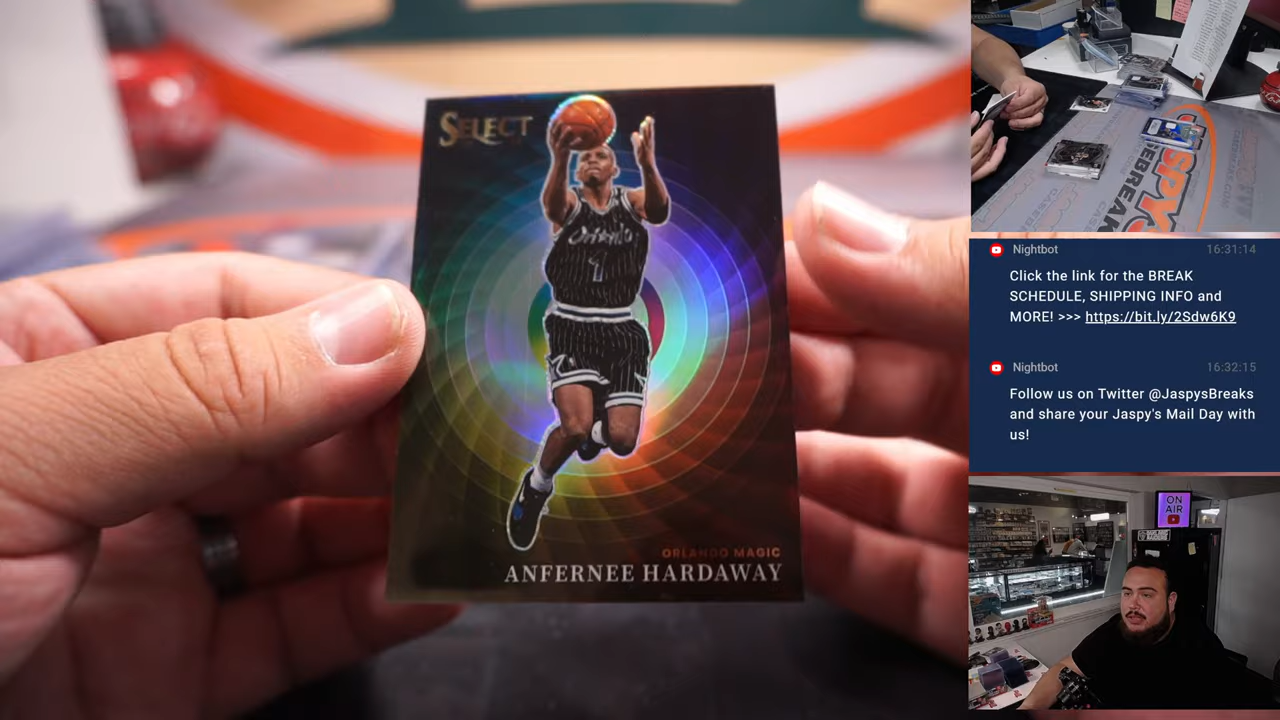 SELECT
Orlando
1
ORLANDO MAGIC
ANFERNEE HARDAWAY
Nightbot 16:31:14
Click the link for the BREAK
SCHEDULE, SHIPPING INFO and
MORE! >>> https://bit.ly/2Sdw6K9
Nightbot 16:32:15
Follow us on Twitter @JaspysBreaks
and share your Jaspy's Mail Day with
us!
ON
AIR